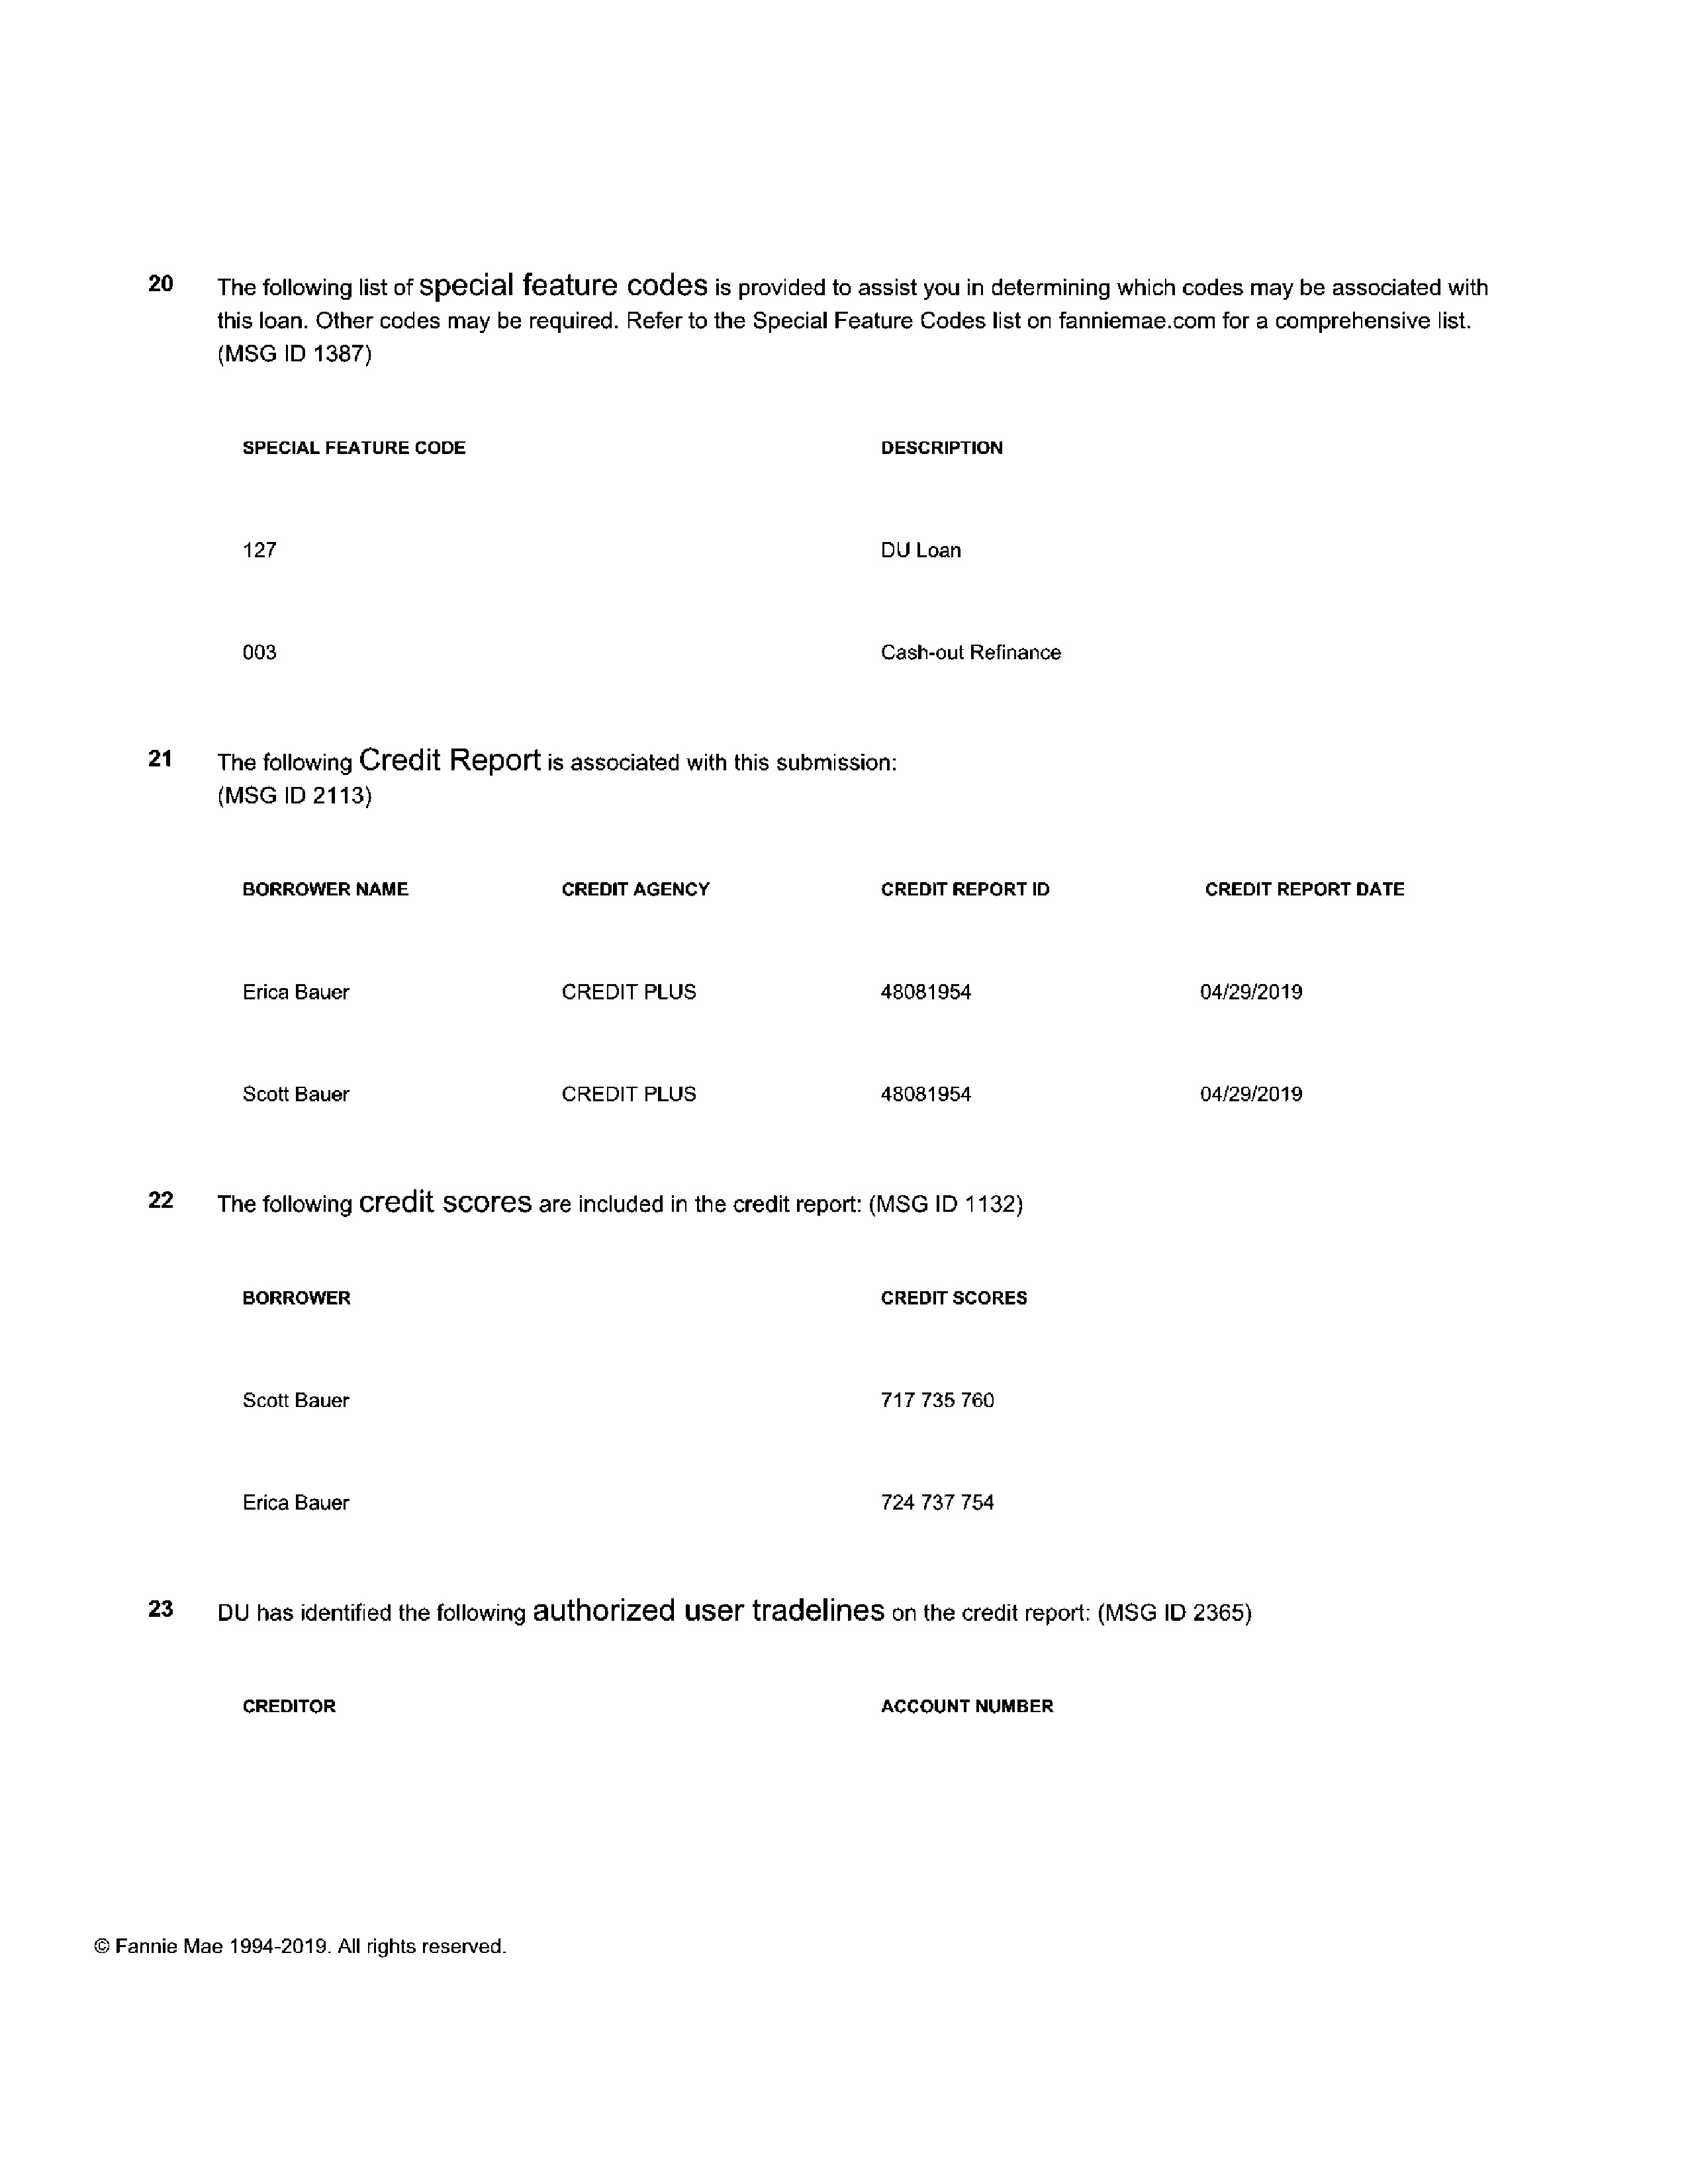 20 The following list of special feature codes is provided to assist you in determining which codes may be associated with
this loan. Other codes may be required. Refer to the Special Feature Codes list on fanniemae.com for a comprehensive list.
(MSG ID 1387)
SPECIAL FEATURE CODE DESCRIPTION
127 DU Loan
003 Cash-out Refinance
21 The following Credit Report is associated with this submission:
(MSG ID 2113)
BORROWER NAME CREDIT AGENCY CREDIT REPORT ID CREDIT REPORT DATE
Erica Bauer CREDIT PLUS 48081954 04/29/2019
Scott Bauer CREDIT PLUS 48081954 04/29/2019
22 The following credit scores are included in the credit report: (MSG ID 1132)
BORROWER CREDIT SCORES
Scott Bauer 717 735 760
Erica Bauer 724 737 754
23 DU has identified the following authorized user tradelines on the credit report: (MSG ID 2365)
CREDITOR ACCOUNT NUMBER
© Fannie Mae 1994-2019. All rights reserved.